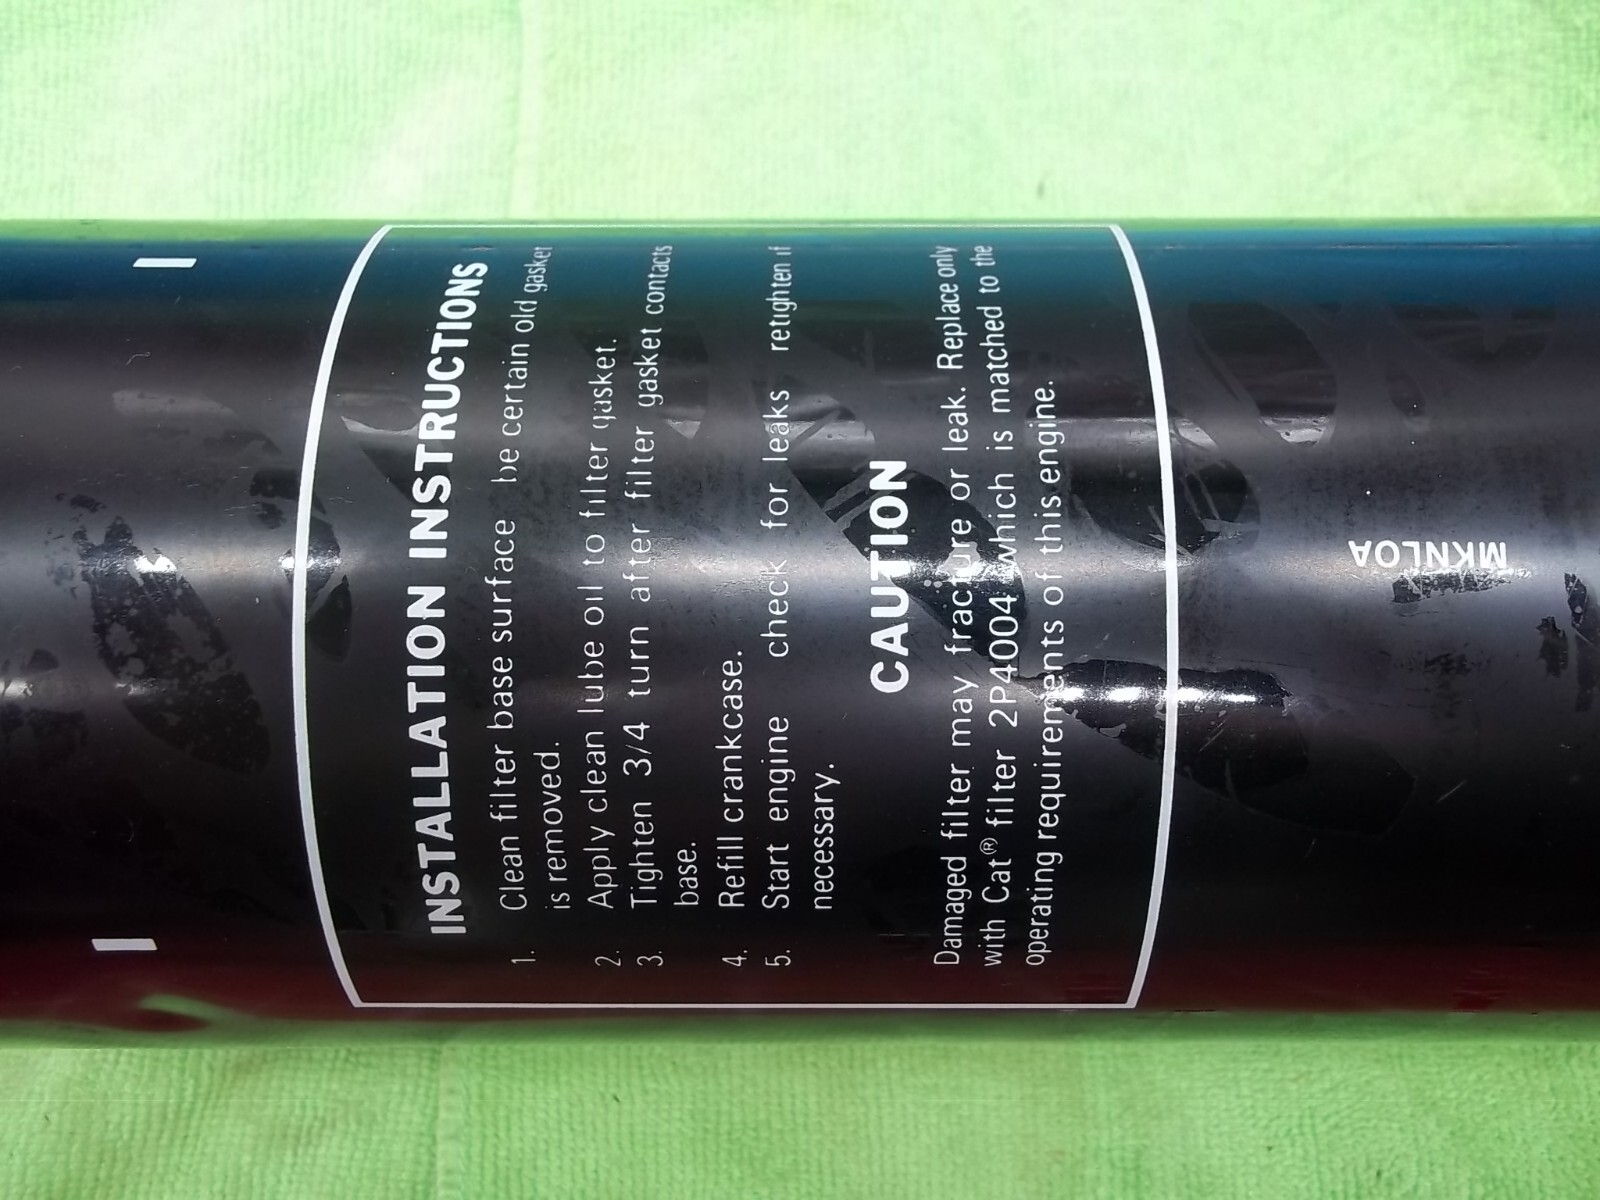 INSTALLATION INSTRUCTIONS
1. Clean filter base surface be certain old gasket
is removed.
2. Apply clean lube oil to filter gasket.
3. Tighten 3/4 turn after filter gasket contacts
base.
4. Refill crankcase.
5. Start engine check for leaks retighten if
necessary.
CAUTION
Damaged filter may fracture or leak. Replace only
with Cat® filter 2P4004 which is matched to the
operating requirements of this engine.
MKNLOA